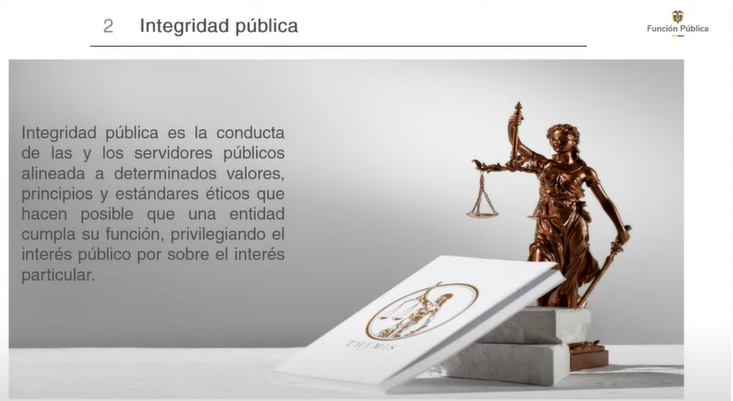 2 Integridad pública
Función Pública
Integridad pública es la conducta
de las y los servidores públicos
alineada a determinados valores,
principios y estándares éticos que
hacen posible que una entidad
cumpla su función, privilegiando el
interés público por sobre el interés
particular.
THEMIS